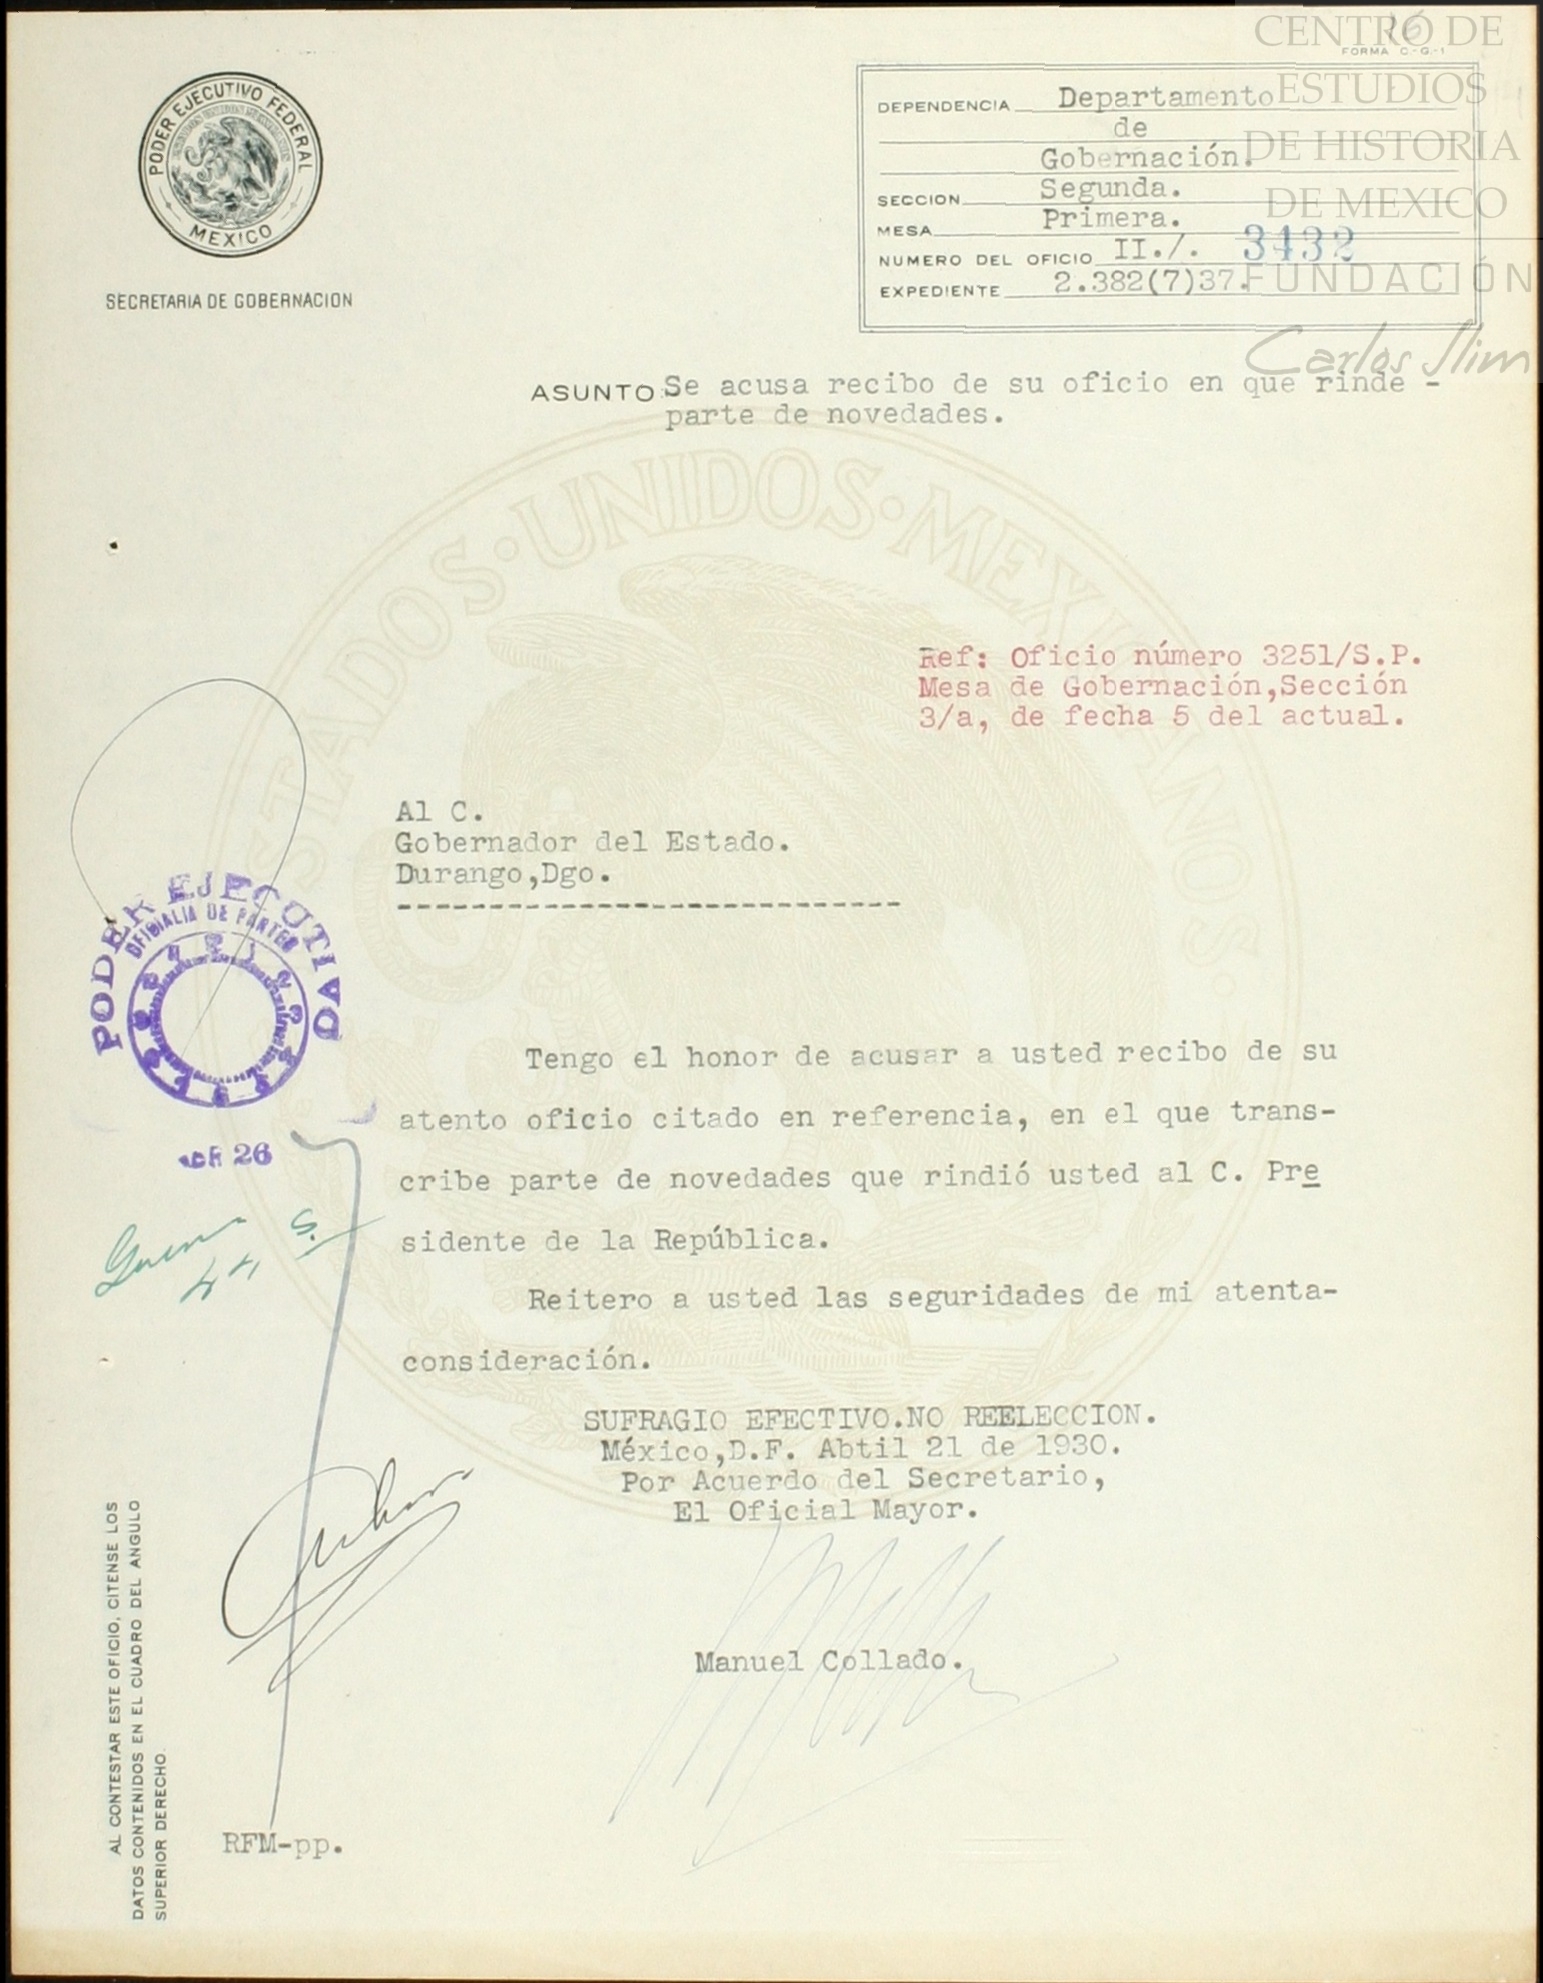 CENTRO DE
ESTUDIOS
DE HISTORIA
DE MEXICO
FUNDACIÓN
Carlos Slim
16
FORMA C.-G.-1
PODER EJECUTIVO FEDERAL
MEXICO
SECRETARIA DE GOBERNACION
DEPENDENCIA Departamento
de
Gobernación.
SECCION Segunda.
MESA Primera.
NUMERO DEL OFICIO II./. 3432
EXPEDIENTE 2.382(7)37.
ASUNTO: Se acusa recibo de su oficio en que rinde -
parte de novedades.
ESTADOS·UNIDOS·MEXICANOS·
Ref: Oficio número 3251/S.P.
Mesa de Gobernación,Sección
3/a, de fecha 5 del actual.
Al C.
Gobernador del Estado.
Durango,Dgo.
-----------------------------
PODER EJECUTIVO
OFICIALIA DE PARTES
26
Tengo el honor de acusar a usted recibo de su
atento oficio citado en referencia, en el que trans-
cribe parte de novedades que rindió usted al C. Pre
sidente de la República.
Reitero a usted las seguridades de mi atenta-
consideración.
SUFRAGIO EFECTIVO.NO REELECCION.
México,D.F. Abtil 21 de 1930.
Por Acuerdo del Secretario,
El Oficial Mayor.
Manuel Collado.
RFM-pp.
AL CONTESTAR ESTE OFICIO, CITENSE LOS
DATOS CONTENIDOS EN EL CUADRO DEL ANGULO
SUPERIOR DERECHO.